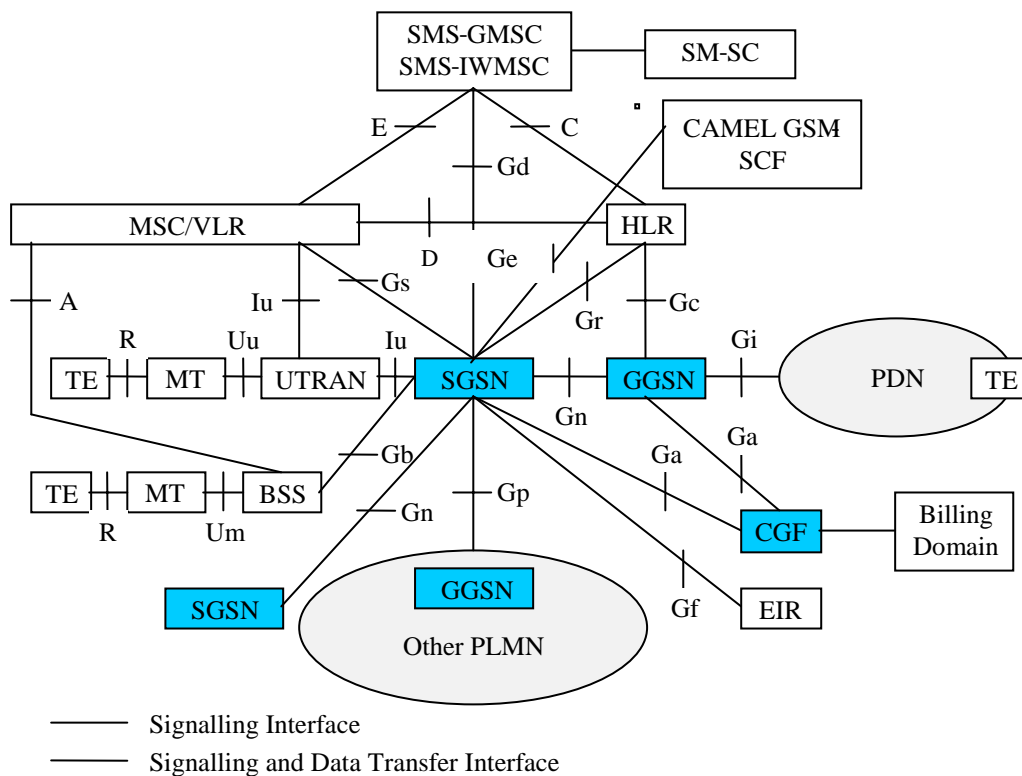 SMS-GMSC
SMS-IWMSC
SM-SC
E
C
CAMEL GSM-
SCF
Gd
MSC/VLR
HLR
D
Ge
Gs
A
Iu
Gr
Gc
R
Uu
Iu
Gi
TE
MT
UTRAN
SGSN
GGSN
PDN
TE
Gn
Gb
Ga
Ga
TE
MT
BSS
Gp
R
Um
Gn
CGF
Billing
Domain
SGSN
GGSN
Gf
EIR
Other PLMN
Signalling Interface
Signalling and Data Transfer Interface